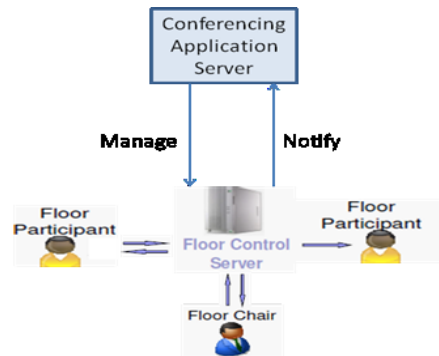 Conferencing
Application
Server
Manage
Notify
Floor
Participant
Floor Control
Server
Floor
Participant
Floor Chair